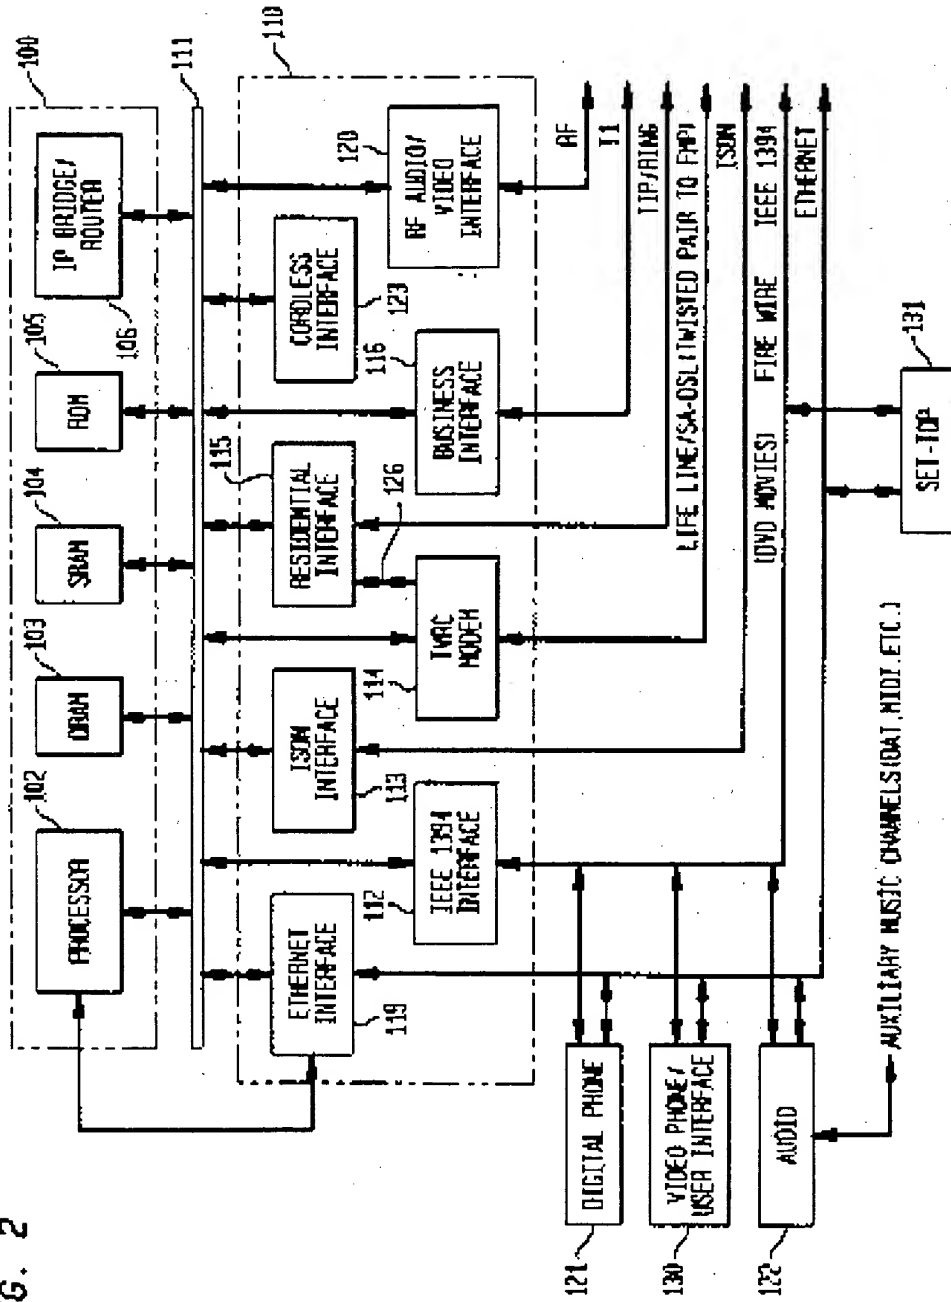 G. 2
100
PROCESSOR
102
DRAM
103
SRAM
104
ROM
105
IP BRIDGE/
ROUTER
106
111
110
ETHERNET
INTERFACE
119
IEEE 1394
INTERFACE
112
ISDN
INTERFACE
113
TVRC
MODEM
114
RESIDENTIAL
INTERFACE
115
126
BUSINESS
INTERFACE
116
CORDLESS
INTERFACE
123
RF AUDIO/
VIDEO
INTERFACE
120
RF
T1
TIP/RING
LIFE LINE/SA-DSL(TWISTED PAIR TO FMP)
ISDN
(DVD MOVIES) FIRE WIRE IEEE 1394
ETHERNET
DIGITAL PHONE
121
VIDEO PHONE/
USER INTERFACE
130
AUDIO
122
AUXILIARY MUSIC CHANNELS(DAT,MIDI,ETC.)
SET-TOP
131